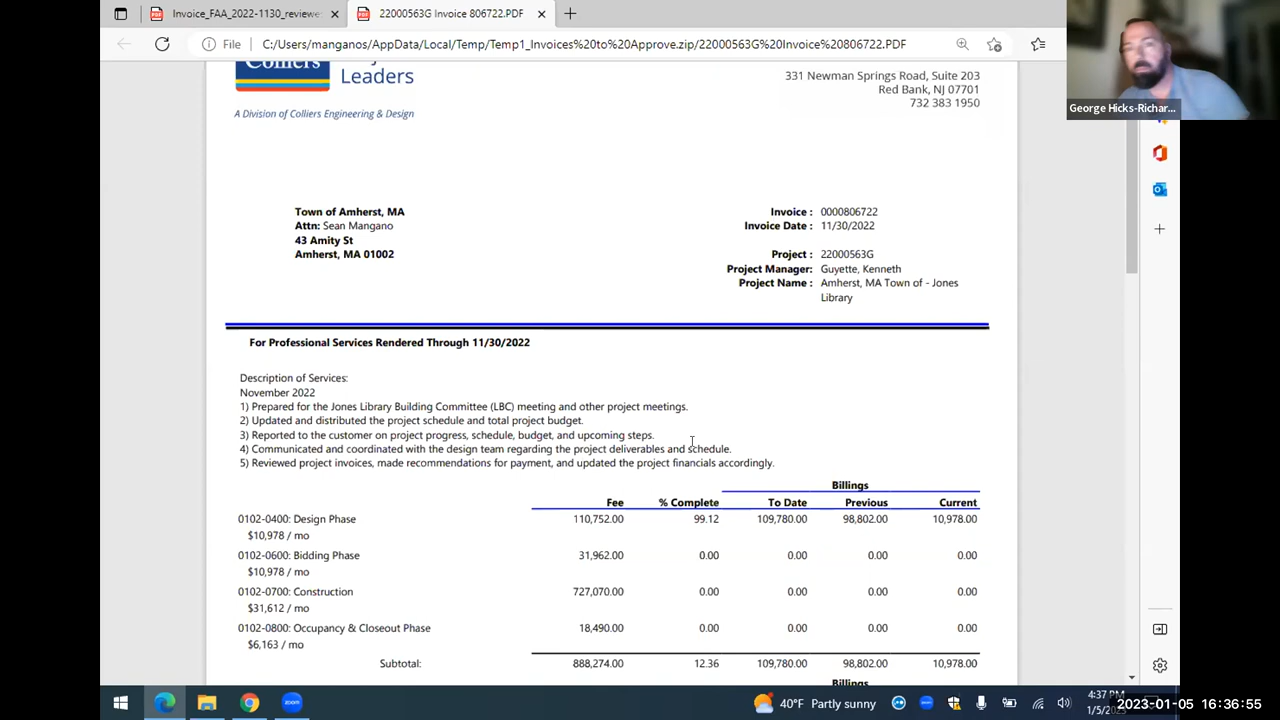 Invoice_FAA_2022-1130_reviewe
22000563G Invoice 806722.PDF
File C:/Users/manganos/AppData/Local/Temp/Temp1_Invoices%20to%20Approve.zip/22000563G%20Invoice%20806722.PDF
George Hicks-Richar...
Colliers
Leaders
A Division of Colliers Engineering & Design
331 Newman Springs Road, Suite 203
Red Bank, NJ 07701
732 383 1950
Town of Amherst, MA
Attn: Sean Mangano
43 Amity St
Amherst, MA 01002
Invoice : 0000806722
Invoice Date : 11/30/2022
Project : 22000563G
Project Manager: Guyette, Kenneth
Project Name : Amherst, MA Town of - Jones
Library
For Professional Services Rendered Through 11/30/2022
Description of Services:
November 2022
1) Prepared for the Jones Library Building Committee (LBC) meeting and other project meetings.
2) Updated and distributed the project schedule and total project budget.
3) Reported to the customer on project progress, schedule, budget, and upcoming steps.
4) Communicated and coordinated with the design team regarding the project deliverables and schedule.
5) Reviewed project invoices, made recommendations for payment, and updated the project financials accordingly.
Billings
Fee % Complete To Date Previous Current
0102-0400: Design Phase 110,752.00 99.12 109,780.00 98,802.00 10,978.00
$10,978 / mo
0102-0600: Bidding Phase 31,962.00 0.00 0.00 0.00 0.00
$10,978 / mo
0102-0700: Construction 727,070.00 0.00 0.00 0.00 0.00
$31,612 / mo
0102-0800: Occupancy & Closeout Phase 18,490.00 0.00 0.00 0.00 0.00
$6,163 / mo
Subtotal: 888,274.00 12.36 109,780.00 98,802.00 10,978.00
Billings
40°F Partly sunny
4:37 PM
1/5/20
2023-01-05 16:36:55